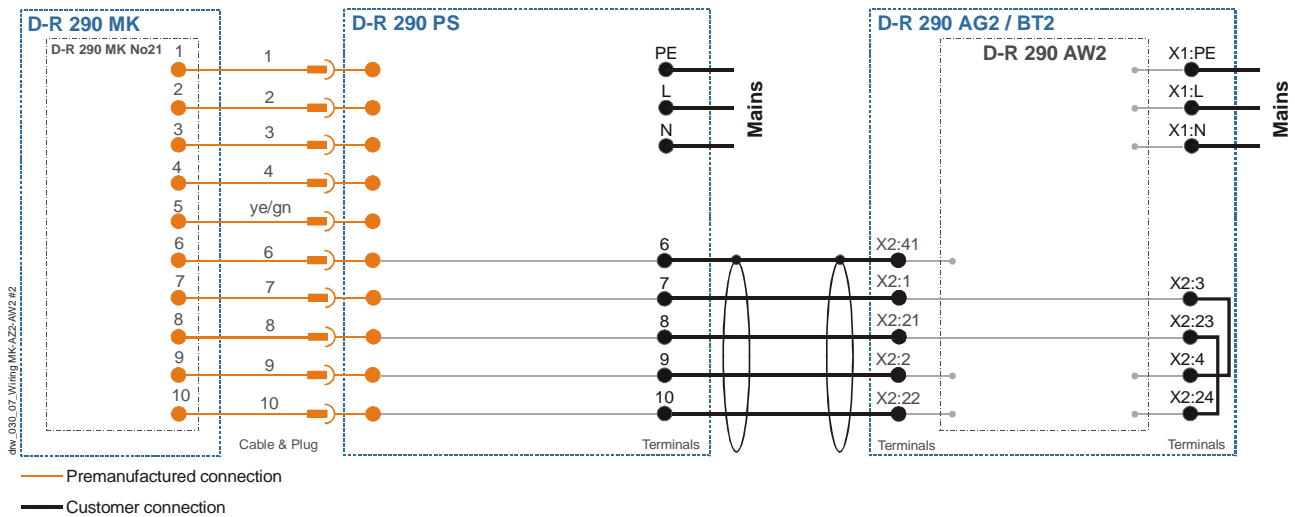 D-R 290 MK
D-R 290 PS
D-R 290 AG2 / BT2
D-R 290 MK No21
D-R 290 AW2
1 1 PE X1:PE
2 2 L X1:L
3 3 N X1:N
Mains
Mains
4 4
5 ye/gn
6 6 6 X2:41
7 7 7 X2:1 X2:3
8 8 8 X2:21 X2:23
9 9 9 X2:2 X2:4
10 10 10 X2:22 X2:24
Cable & Plug
Terminals
Terminals
Terminals
drw_030_07_Wiring MK-AZ2-AW2 #2
Premanufactured connection
Customer connection